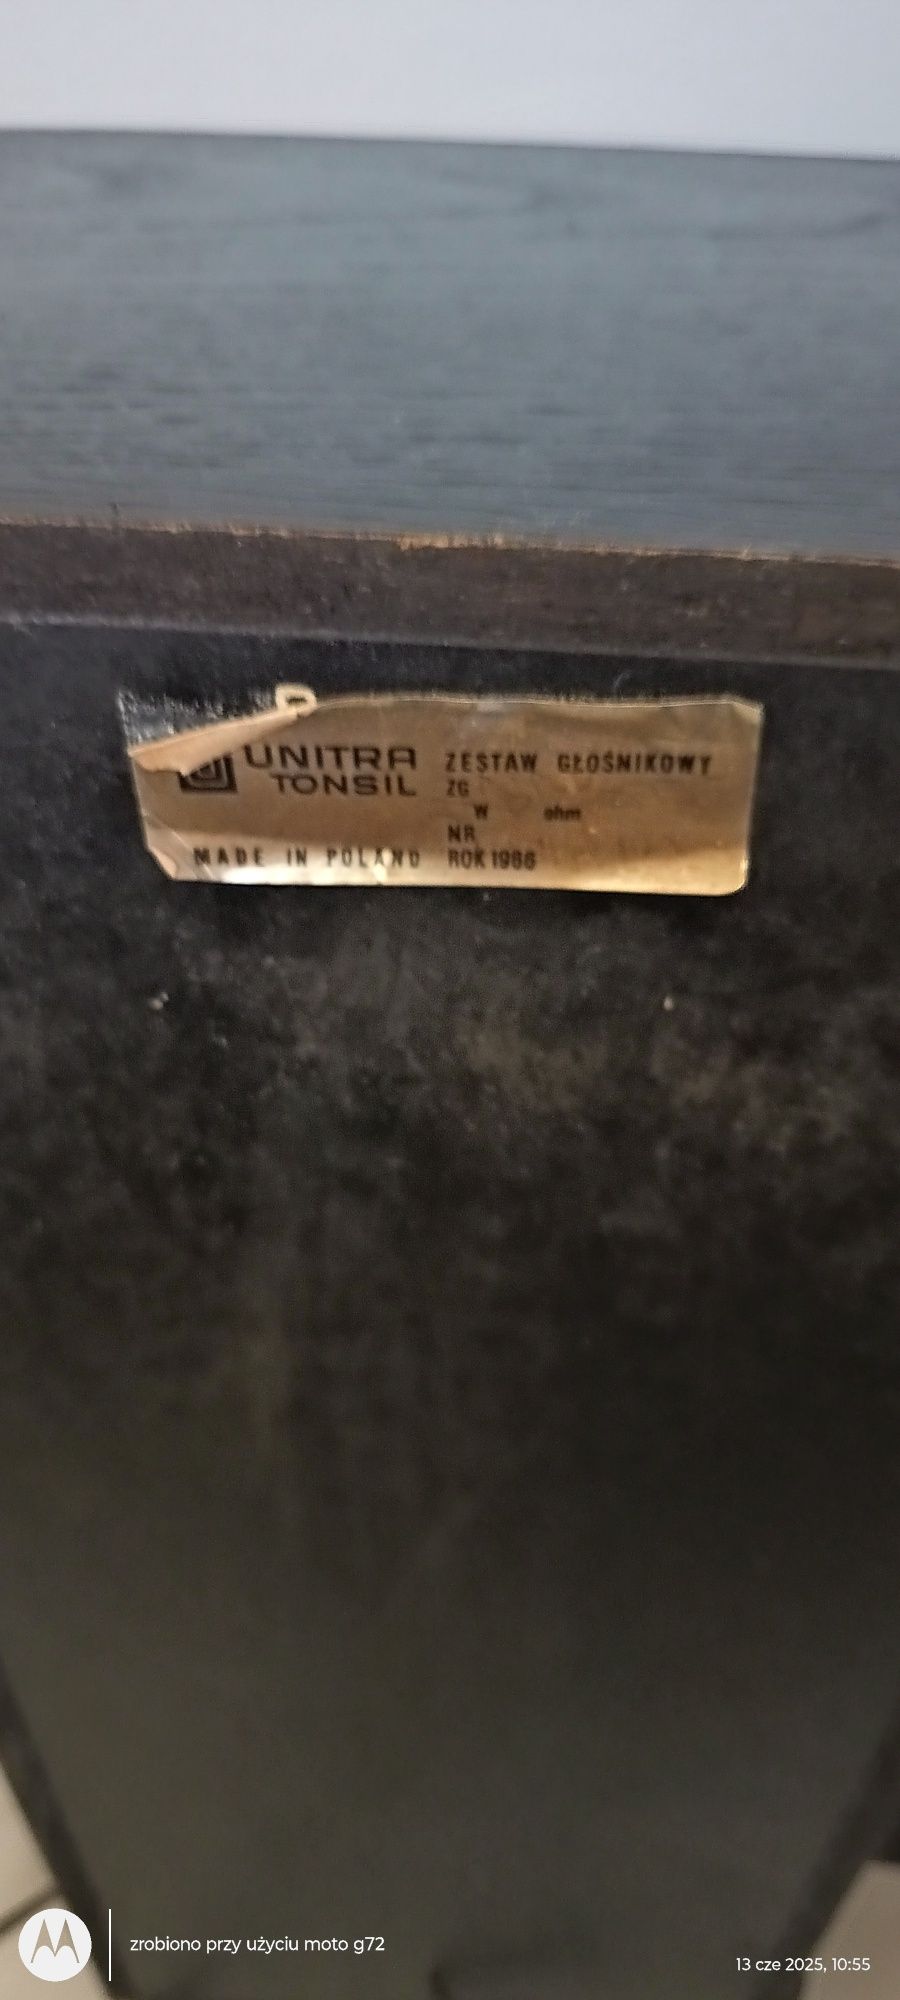 UNITRA
TONSIL
MADE IN POLAND
ZESTAW GŁOŚNIKOWY
ZG
W ohm
NR
ROK 1986
zrobiono przy użyciu moto g72
13 cze 2025, 10:55